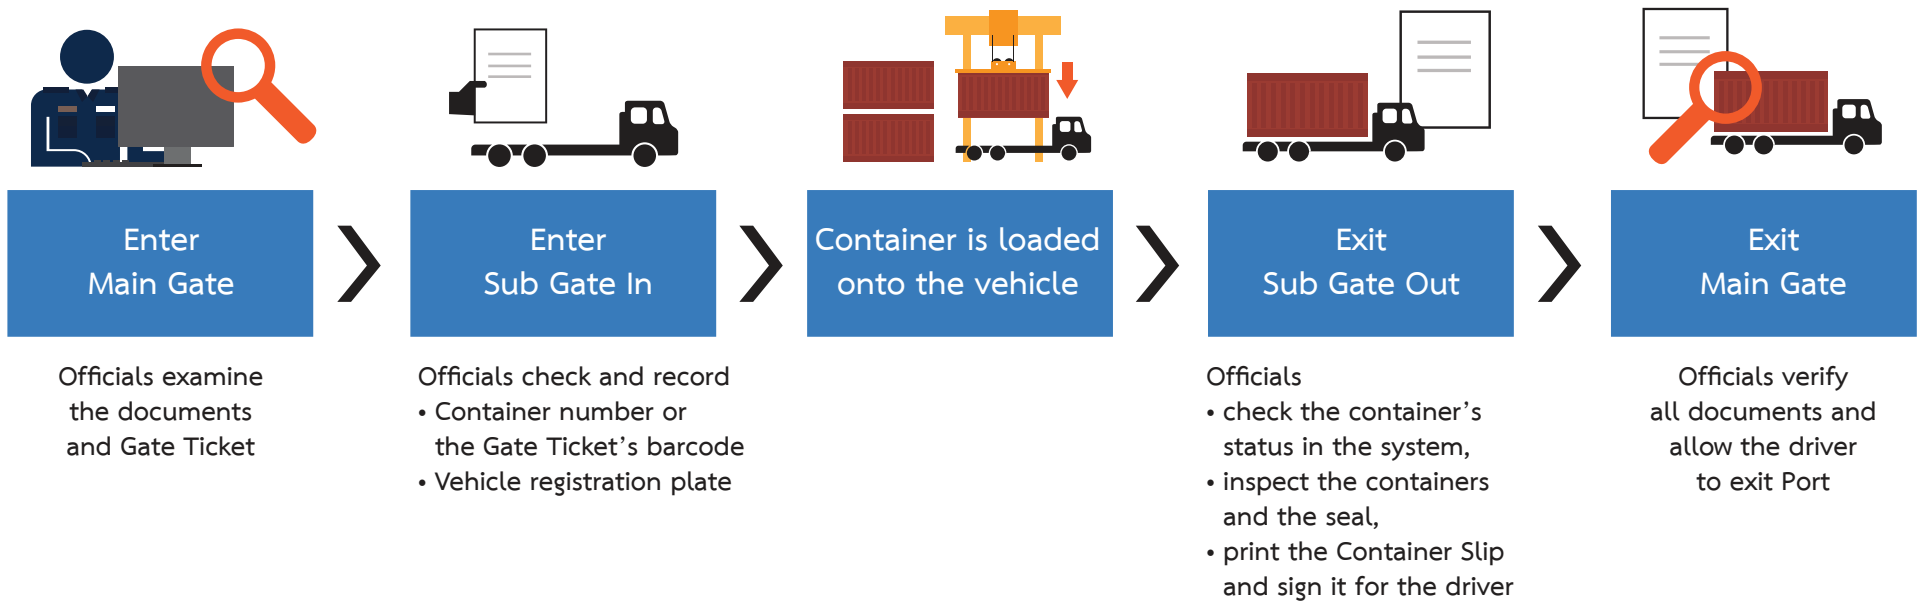 Enter
Main Gate
Officials examine
the documents
and Gate Ticket
Enter
Sub Gate In
Officials check and record
• Container number or
the Gate Ticket's barcode
• Vehicle registration plate
Container is loaded
onto the vehicle
Exit
Sub Gate Out
Officials
• check the container's
status in the system,
• inspect the containers
and the seal,
• print the Container Slip
and sign it for the driver
Exit
Main Gate
Officials verify
all documents and
allow the driver
to exit Port